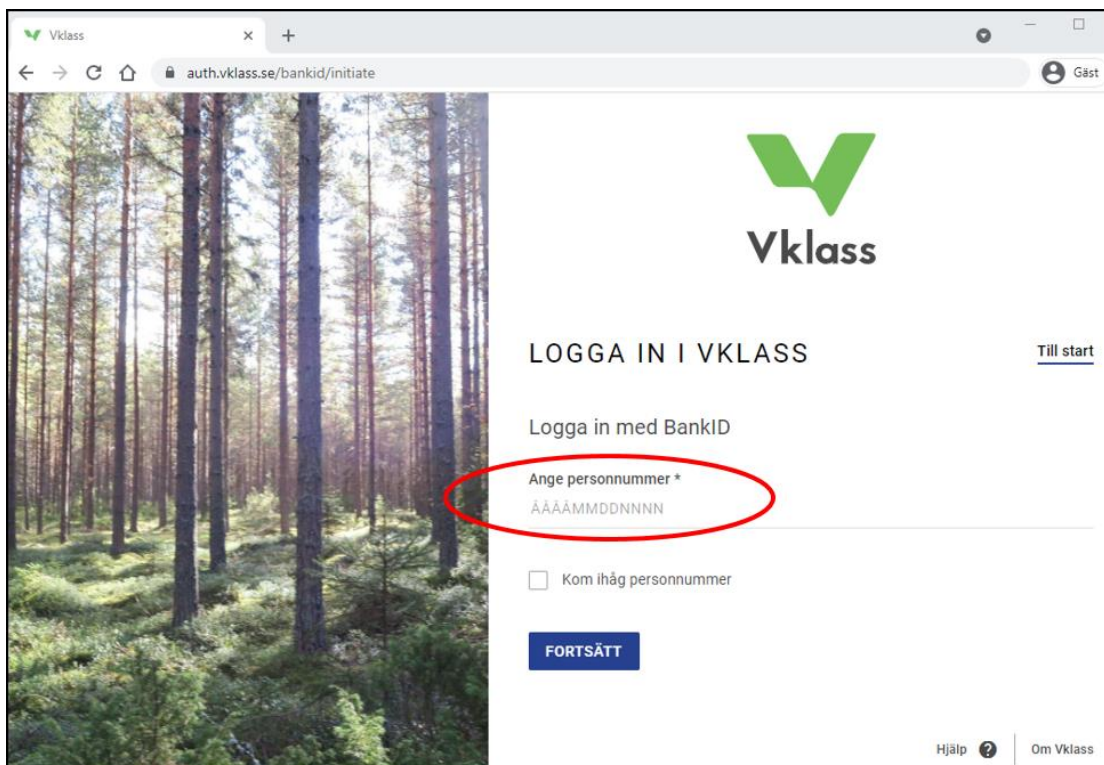 Vklass
auth.vklass.se/bankid/initiate
Gäst
Vklass
LOGGA IN I VKLASS
Till start
Logga in med BankID
Ange personnummer *
ÅÅÅÅMMDDNNNN
Kom ihåg personnummer
FORTSÄTT
Hjälp ?
Om Vklass